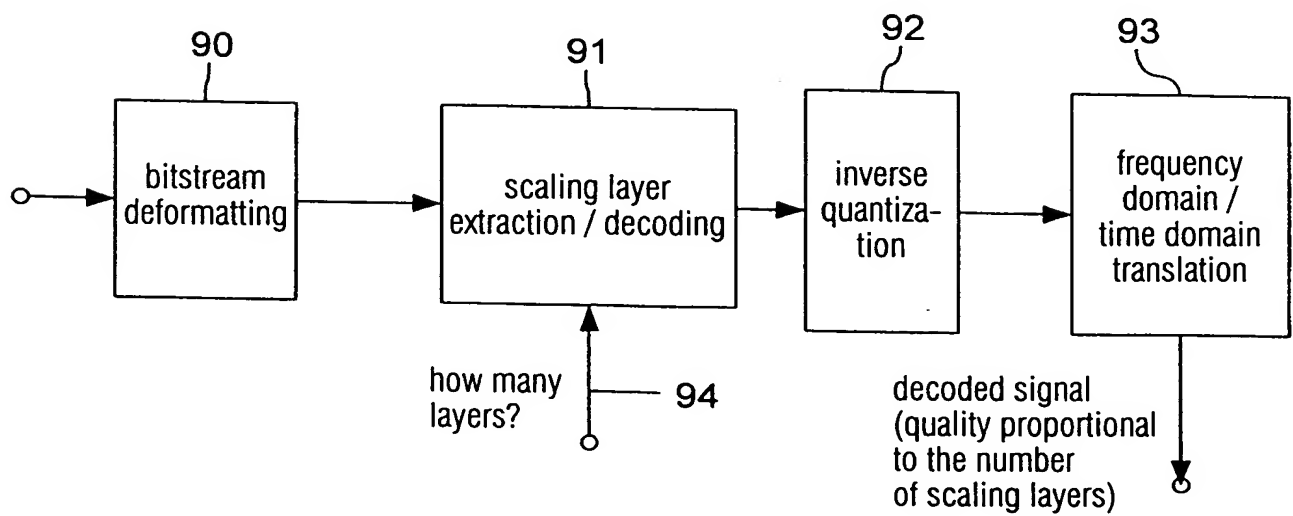 90
91
92
93
bitstream
deformatting
scaling layer
extraction / decoding
inverse
quantiza-
tion
frequency
domain /
time domain
translation
how many
layers?
94
decoded signal
(quality proportional
to the number
of scaling layers)